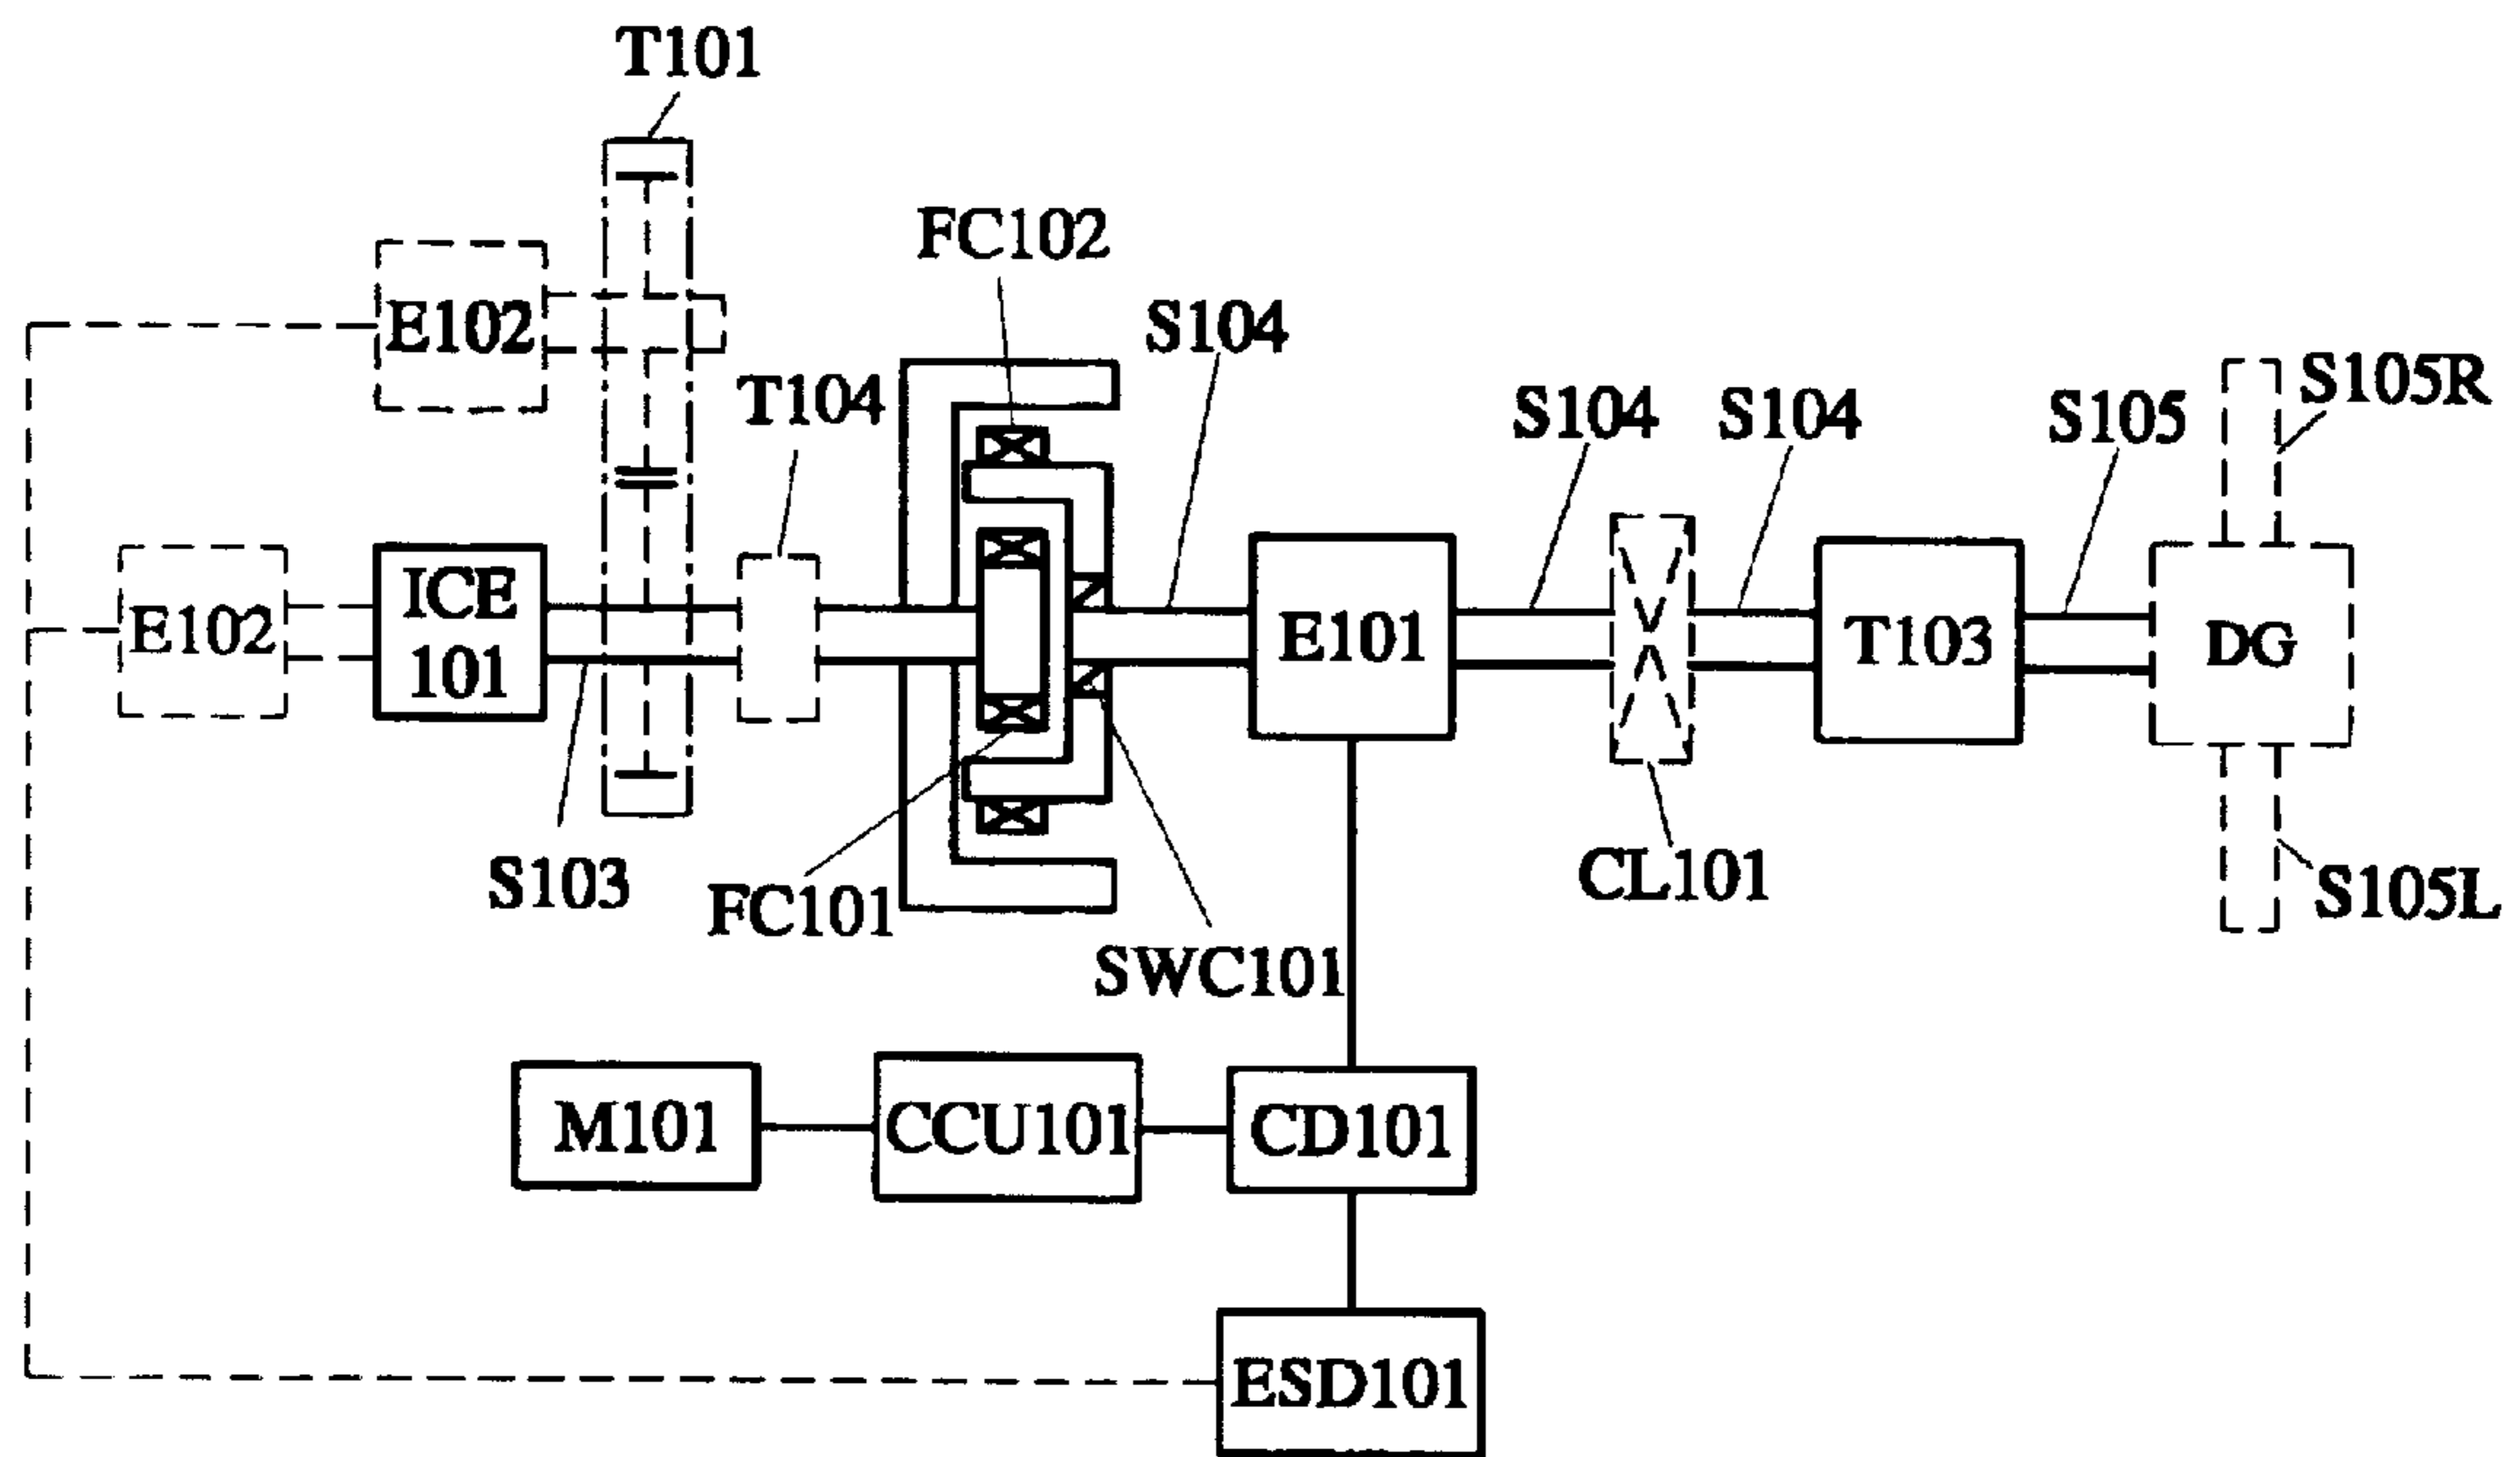 T101
FC102
E102
S104
T104
S104
S104
S105
S105R
ICE
101
E102
E101
T103
DG
S103
FC101
CL101
S105L
SWC101
M101
CCU101
CD101
ESD101